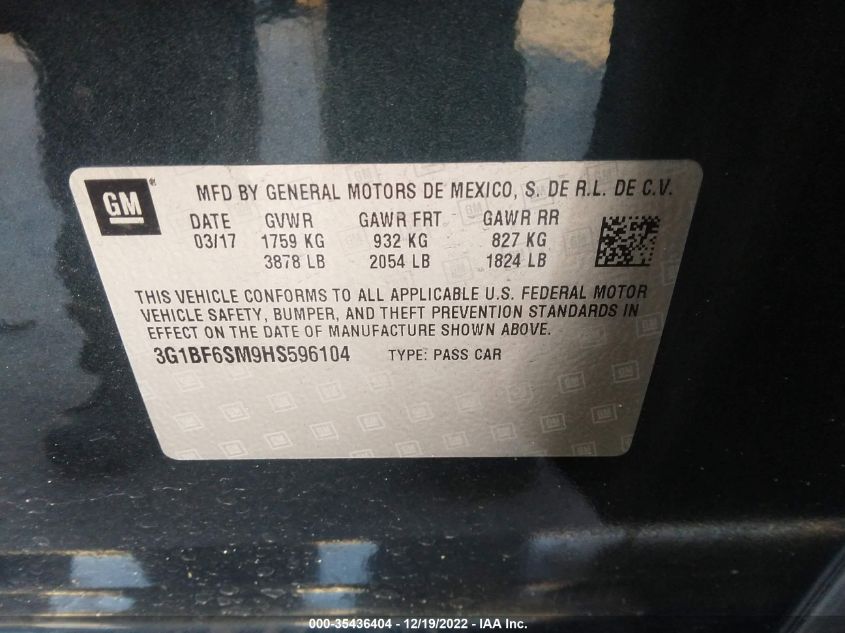 GM®
MFD BY GENERAL MOTORS DE MEXICO, S. DE R.L. DE C.V.
DATE GVWR GAWR FRT GAWR RR
03/17 1759 KG 932 KG 827 KG
3878 LB 2054 LB 1824 LB
THIS VEHICLE CONFORMS TO ALL APPLICABLE U.S. FEDERAL MOTOR
VEHICLE SAFETY, BUMPER, AND THEFT PREVENTION STANDARDS IN
EFFECT ON THE DATE OF MANUFACTURE SHOWN ABOVE.
3G1BF6SM9HS596104 TYPE: PASS CAR
000-35436404 - 12/19/2022 - IAA Inc.